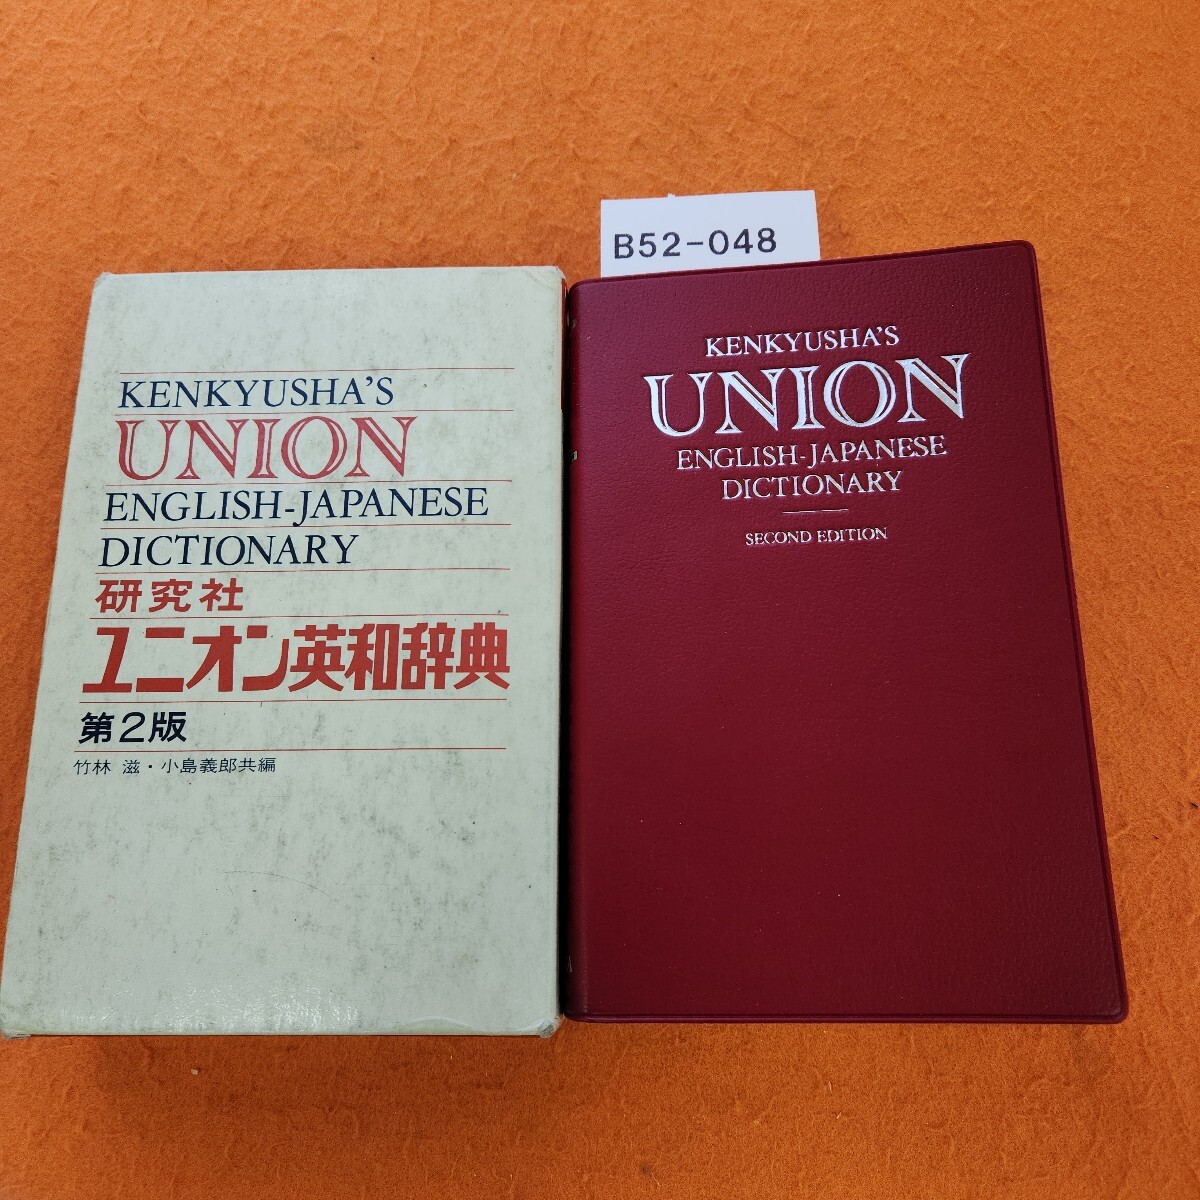 B52-048
KENKYUSHA'S
UNION
ENGLISH-JAPANESE
DICTIONARY
研究社
ユニオン英和辞典
第2版
竹林 滋・小島義郎共編
KENKYUSHA'S
UNION
ENGLISH-JAPANESE
DICTIONARY
SECOND EDITION